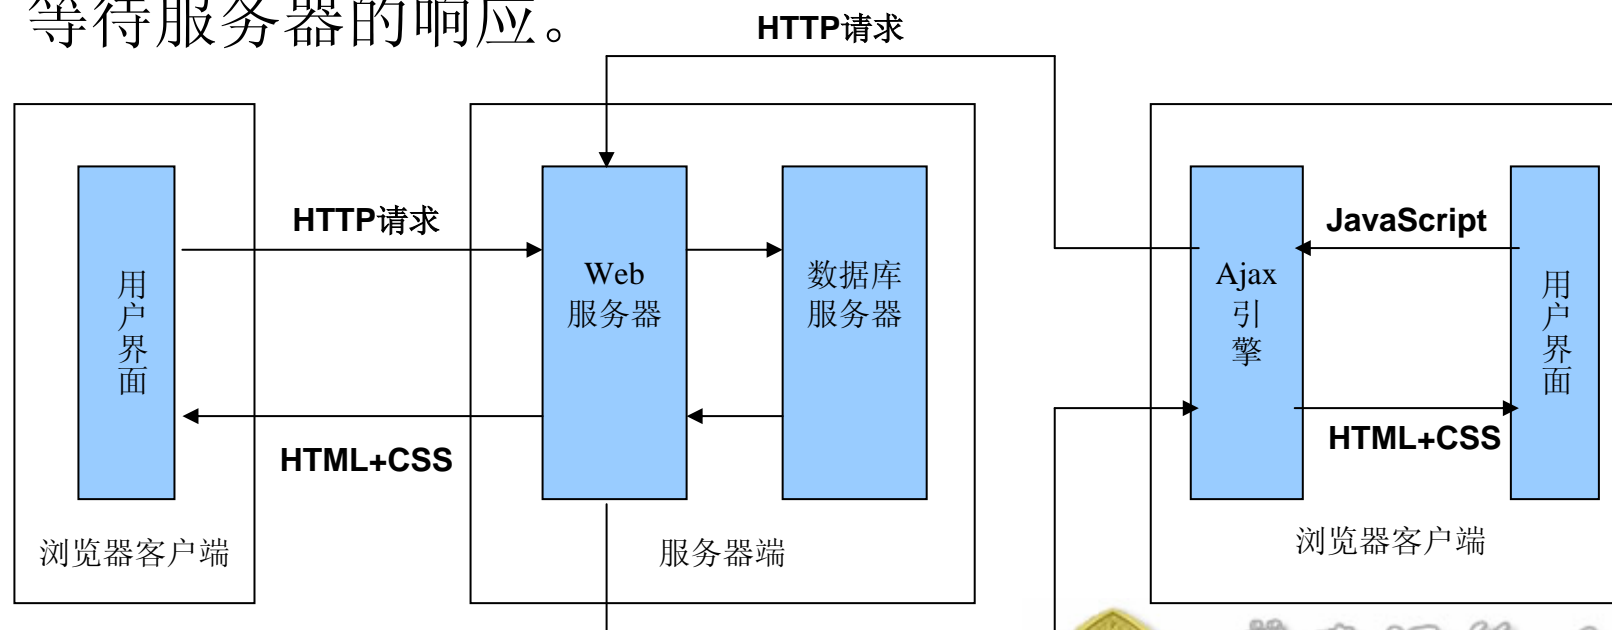 等待服务器的响应。
HTTP请求
HTTP请求
HTML+CSS
用户界面
浏览器客户端
Web
服务器
数据库
服务器
服务器端
Ajax
引
擎
JavaScript
HTML+CSS
用户界面
浏览器客户端